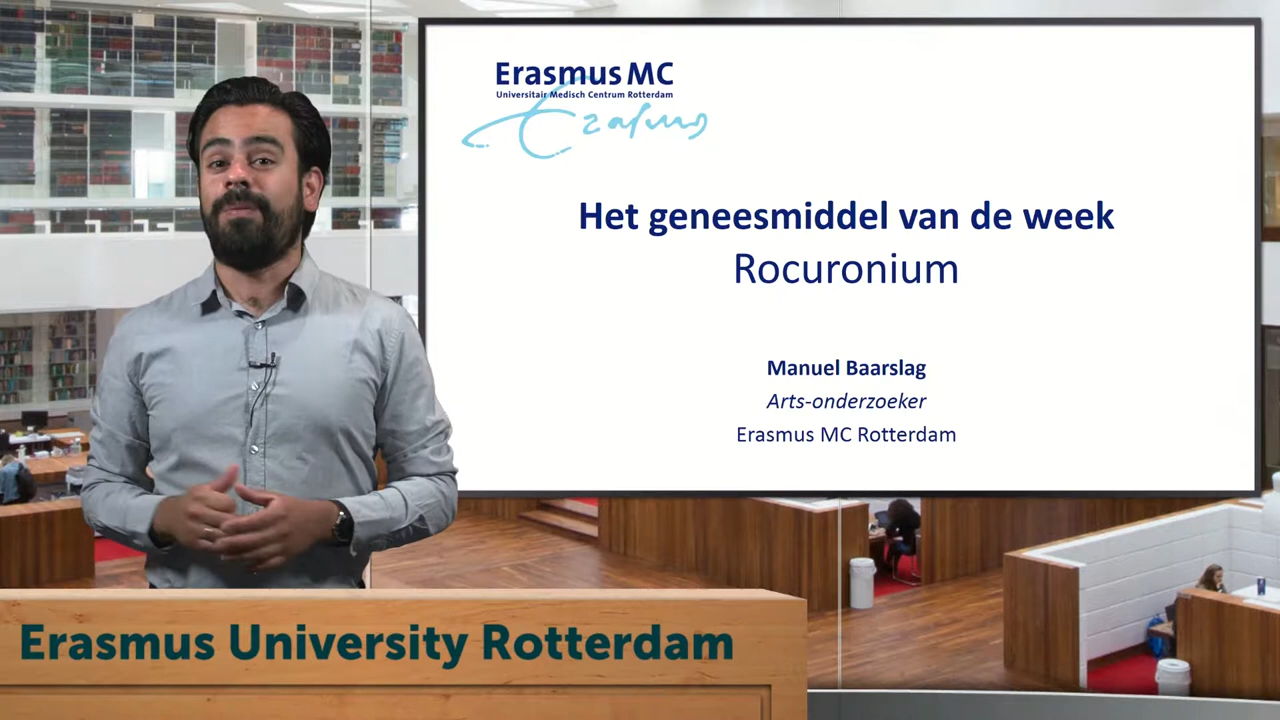 Erasmus MC
Universitair Medisch Centrum Rotterdam
Erasmus
Het geneesmiddel van de week
Rocuronium
Manuel Baarslag
Arts-onderzoeker
Erasmus MC Rotterdam
Erasmus University Rotterdam